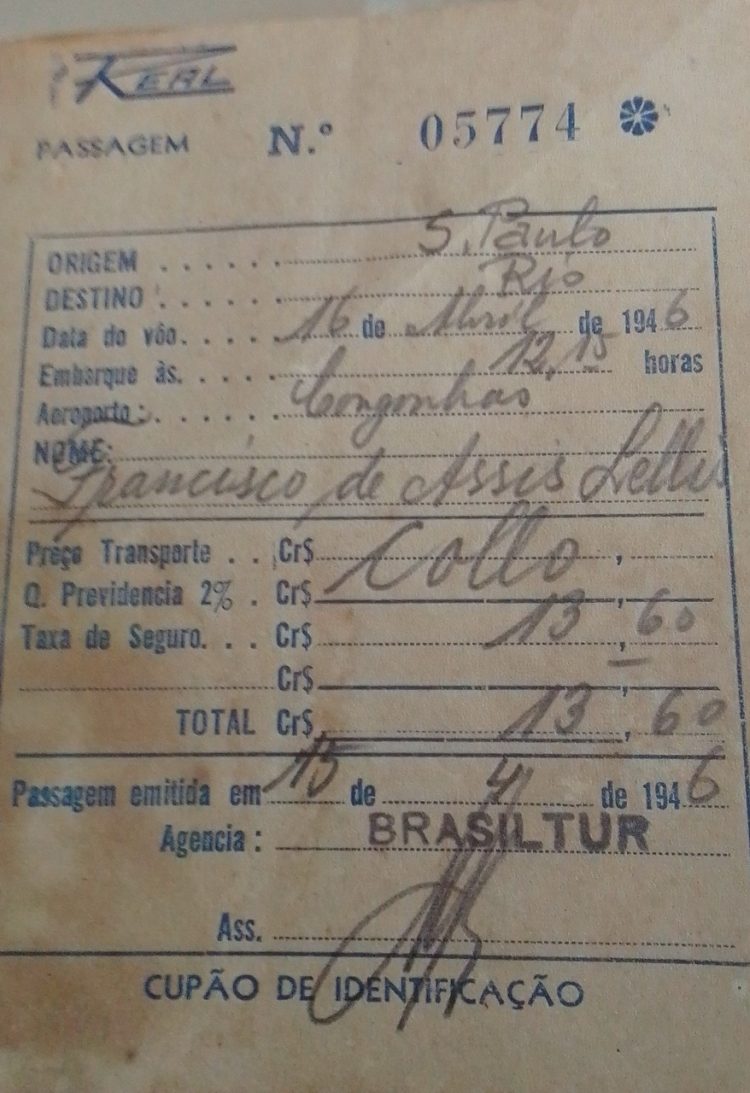 REAL
PASSAGEM N.º 05774
ORIGEM . . . . . . S. Paulo
DESTINO . . . . . . Rio
Data do vôo. . . . . 16 de Abril de 1946
Embarque às. . . . . 12,15 horas
Aeroporto: . . . . . . Congonhas
NOME:
Francisco de Assis Lellis
Preço Transporte . . Cr$ Collo ,
Q. Previdencia 2% . Cr$ ,
Taxa de Seguro. . . Cr$ 13,60
Cr$ ,
TOTAL Cr$ 13,60
Passagem emitida em 15 de 4 de 1946
Agencia : BRASILTUR
Ass.
CUPÃO DE IDENTIFICAÇÃO